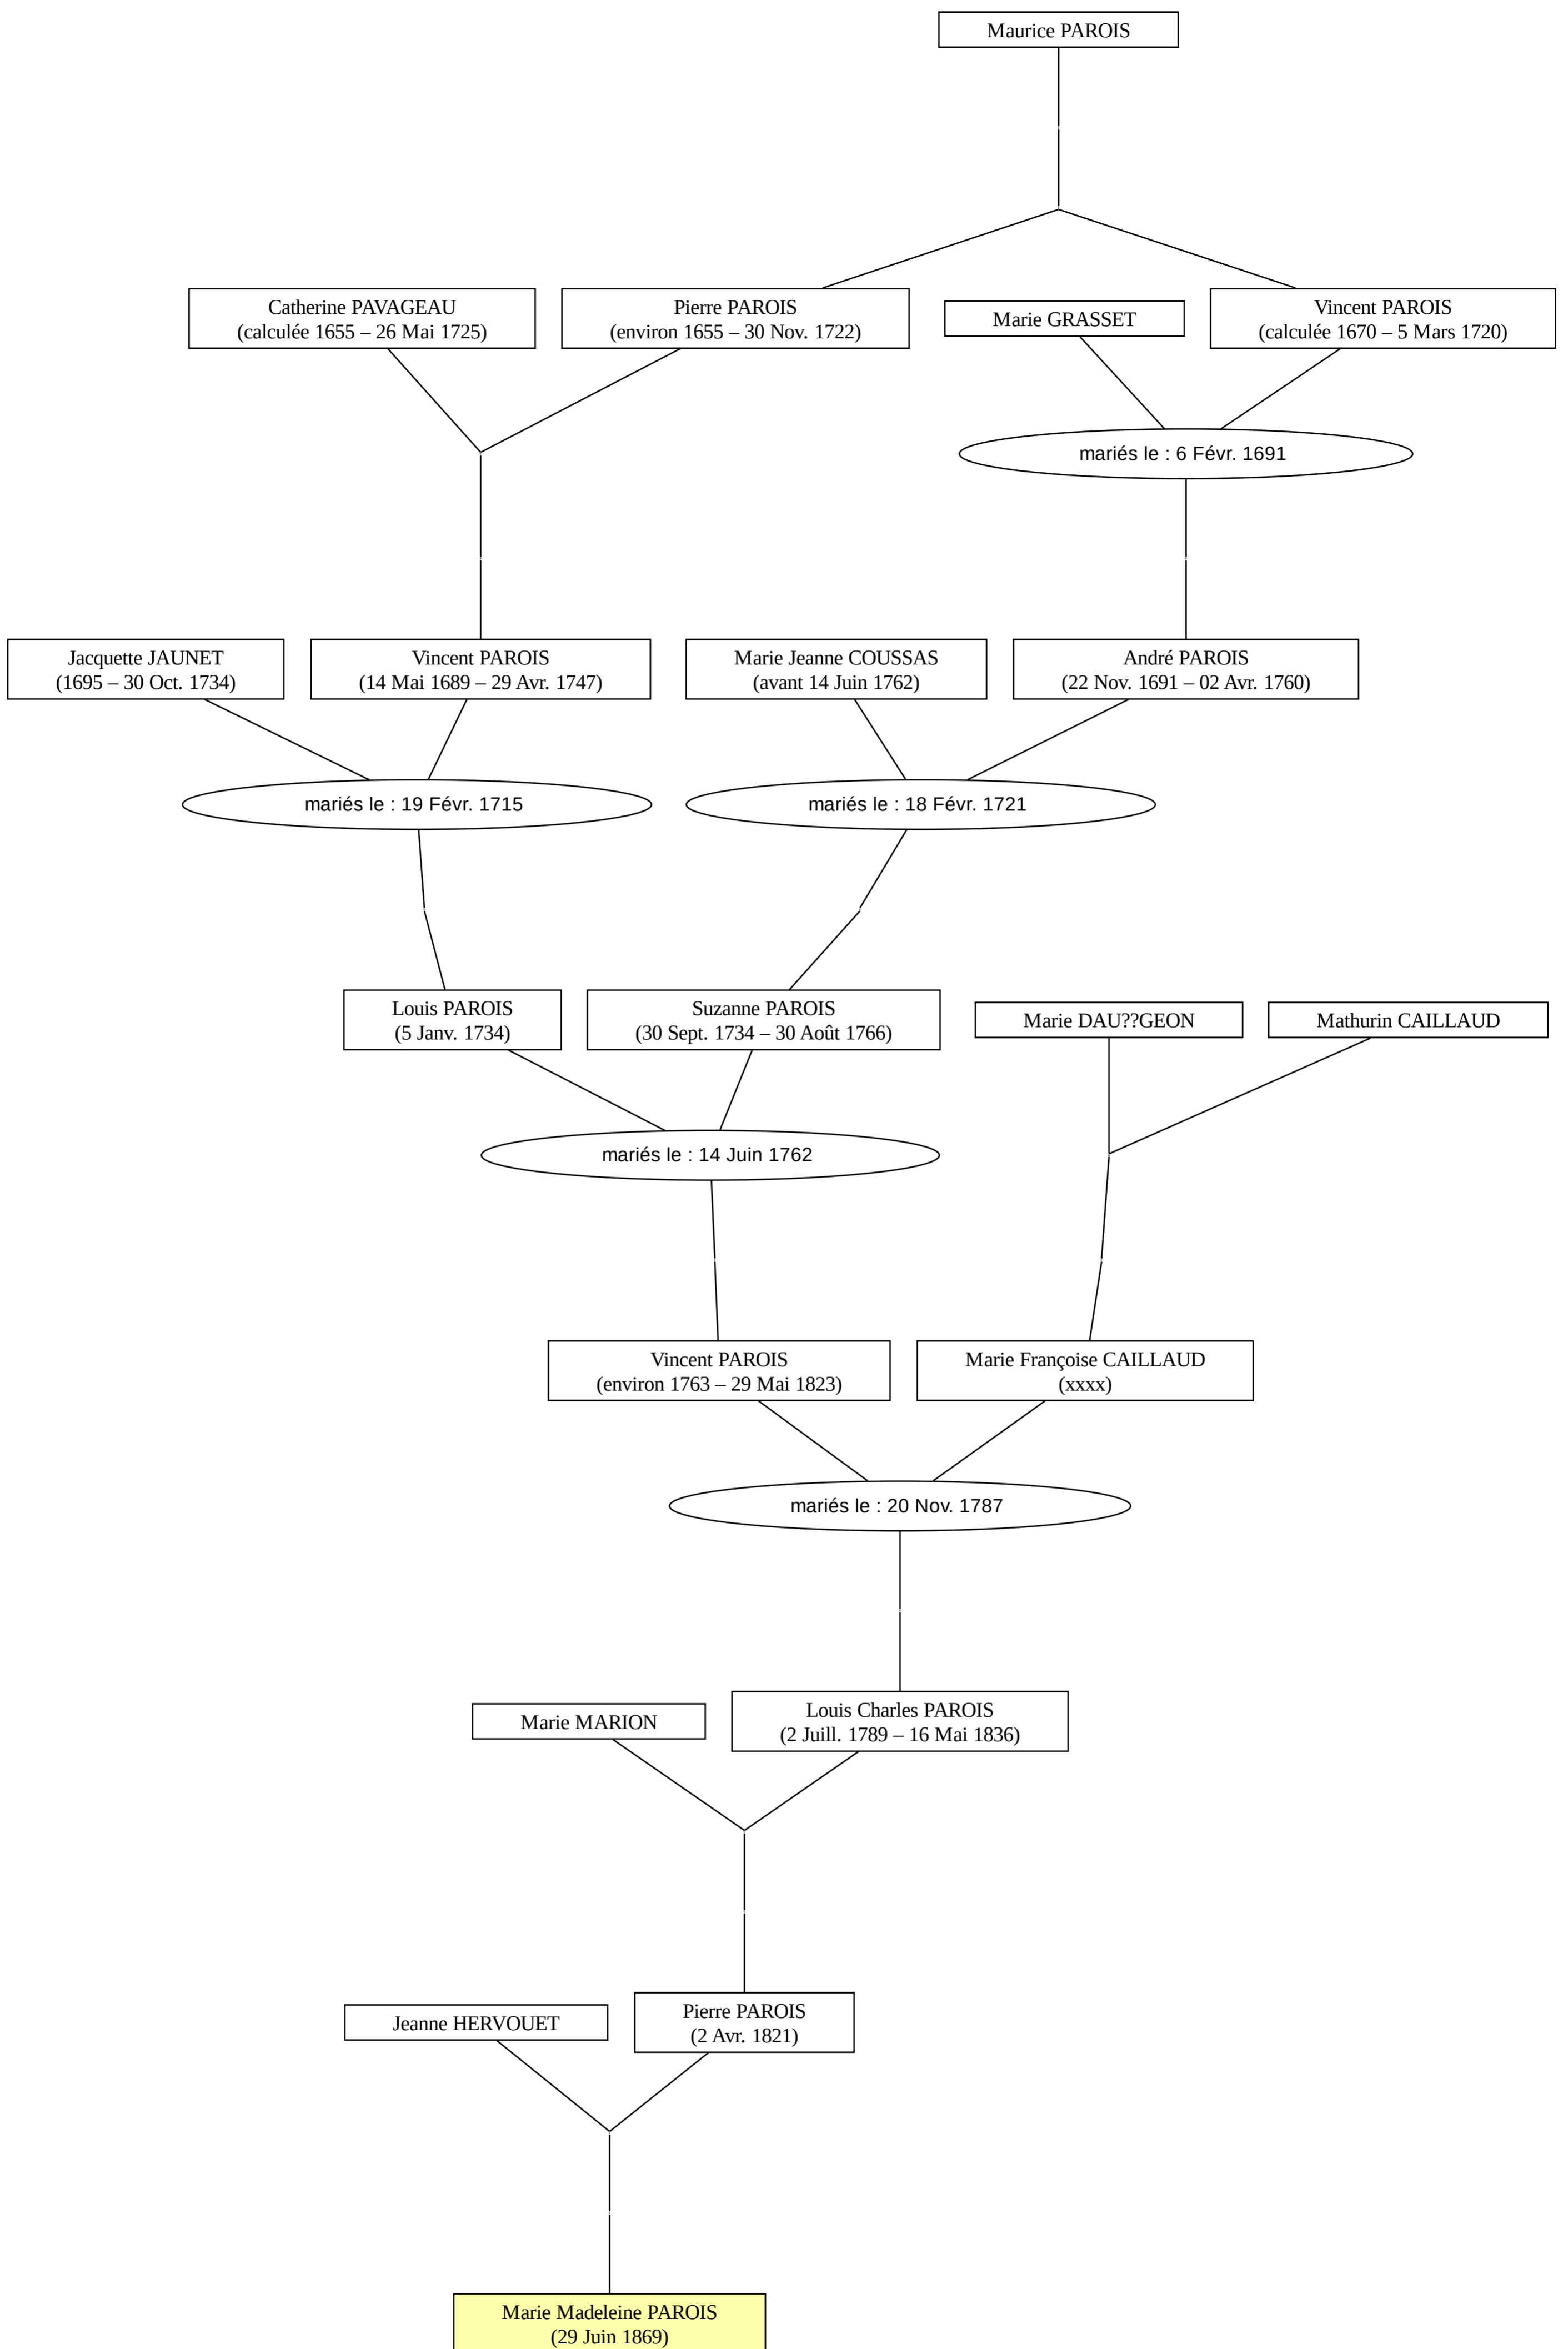 Maurice PAROIS
Catherine PAVAGEAU
(calculée 1655 – 26 Mai 1725)
Pierre PAROIS
(environ 1655 – 30 Nov. 1722)
Marie GRASSET
Vincent PAROIS
(calculée 1670 – 5 Mars 1720)
mariés le : 6 Févr. 1691
Jacquette JAUNET
(1695 – 30 Oct. 1734)
Vincent PAROIS
(14 Mai 1689 – 29 Avr. 1747)
Marie Jeanne COUSSAS
(avant 14 Juin 1762)
André PAROIS
(22 Nov. 1691 – 02 Avr. 1760)
mariés le : 19 Févr. 1715
mariés le : 18 Févr. 1721
Louis PAROIS
(5 Janv. 1734)
Suzanne PAROIS
(30 Sept. 1734 – 30 Août 1766)
Marie DAU??GEON
Mathurin CAILLAUD
mariés le : 14 Juin 1762
Vincent PAROIS
(environ 1763 – 29 Mai 1823)
Marie Françoise CAILLAUD
(xxxx)
mariés le : 20 Nov. 1787
Marie MARION
Louis Charles PAROIS
(2 Juill. 1789 – 16 Mai 1836)
Jeanne HERVOUET
Pierre PAROIS
(2 Avr. 1821)
Marie Madeleine PAROIS
(29 Juin 1869)